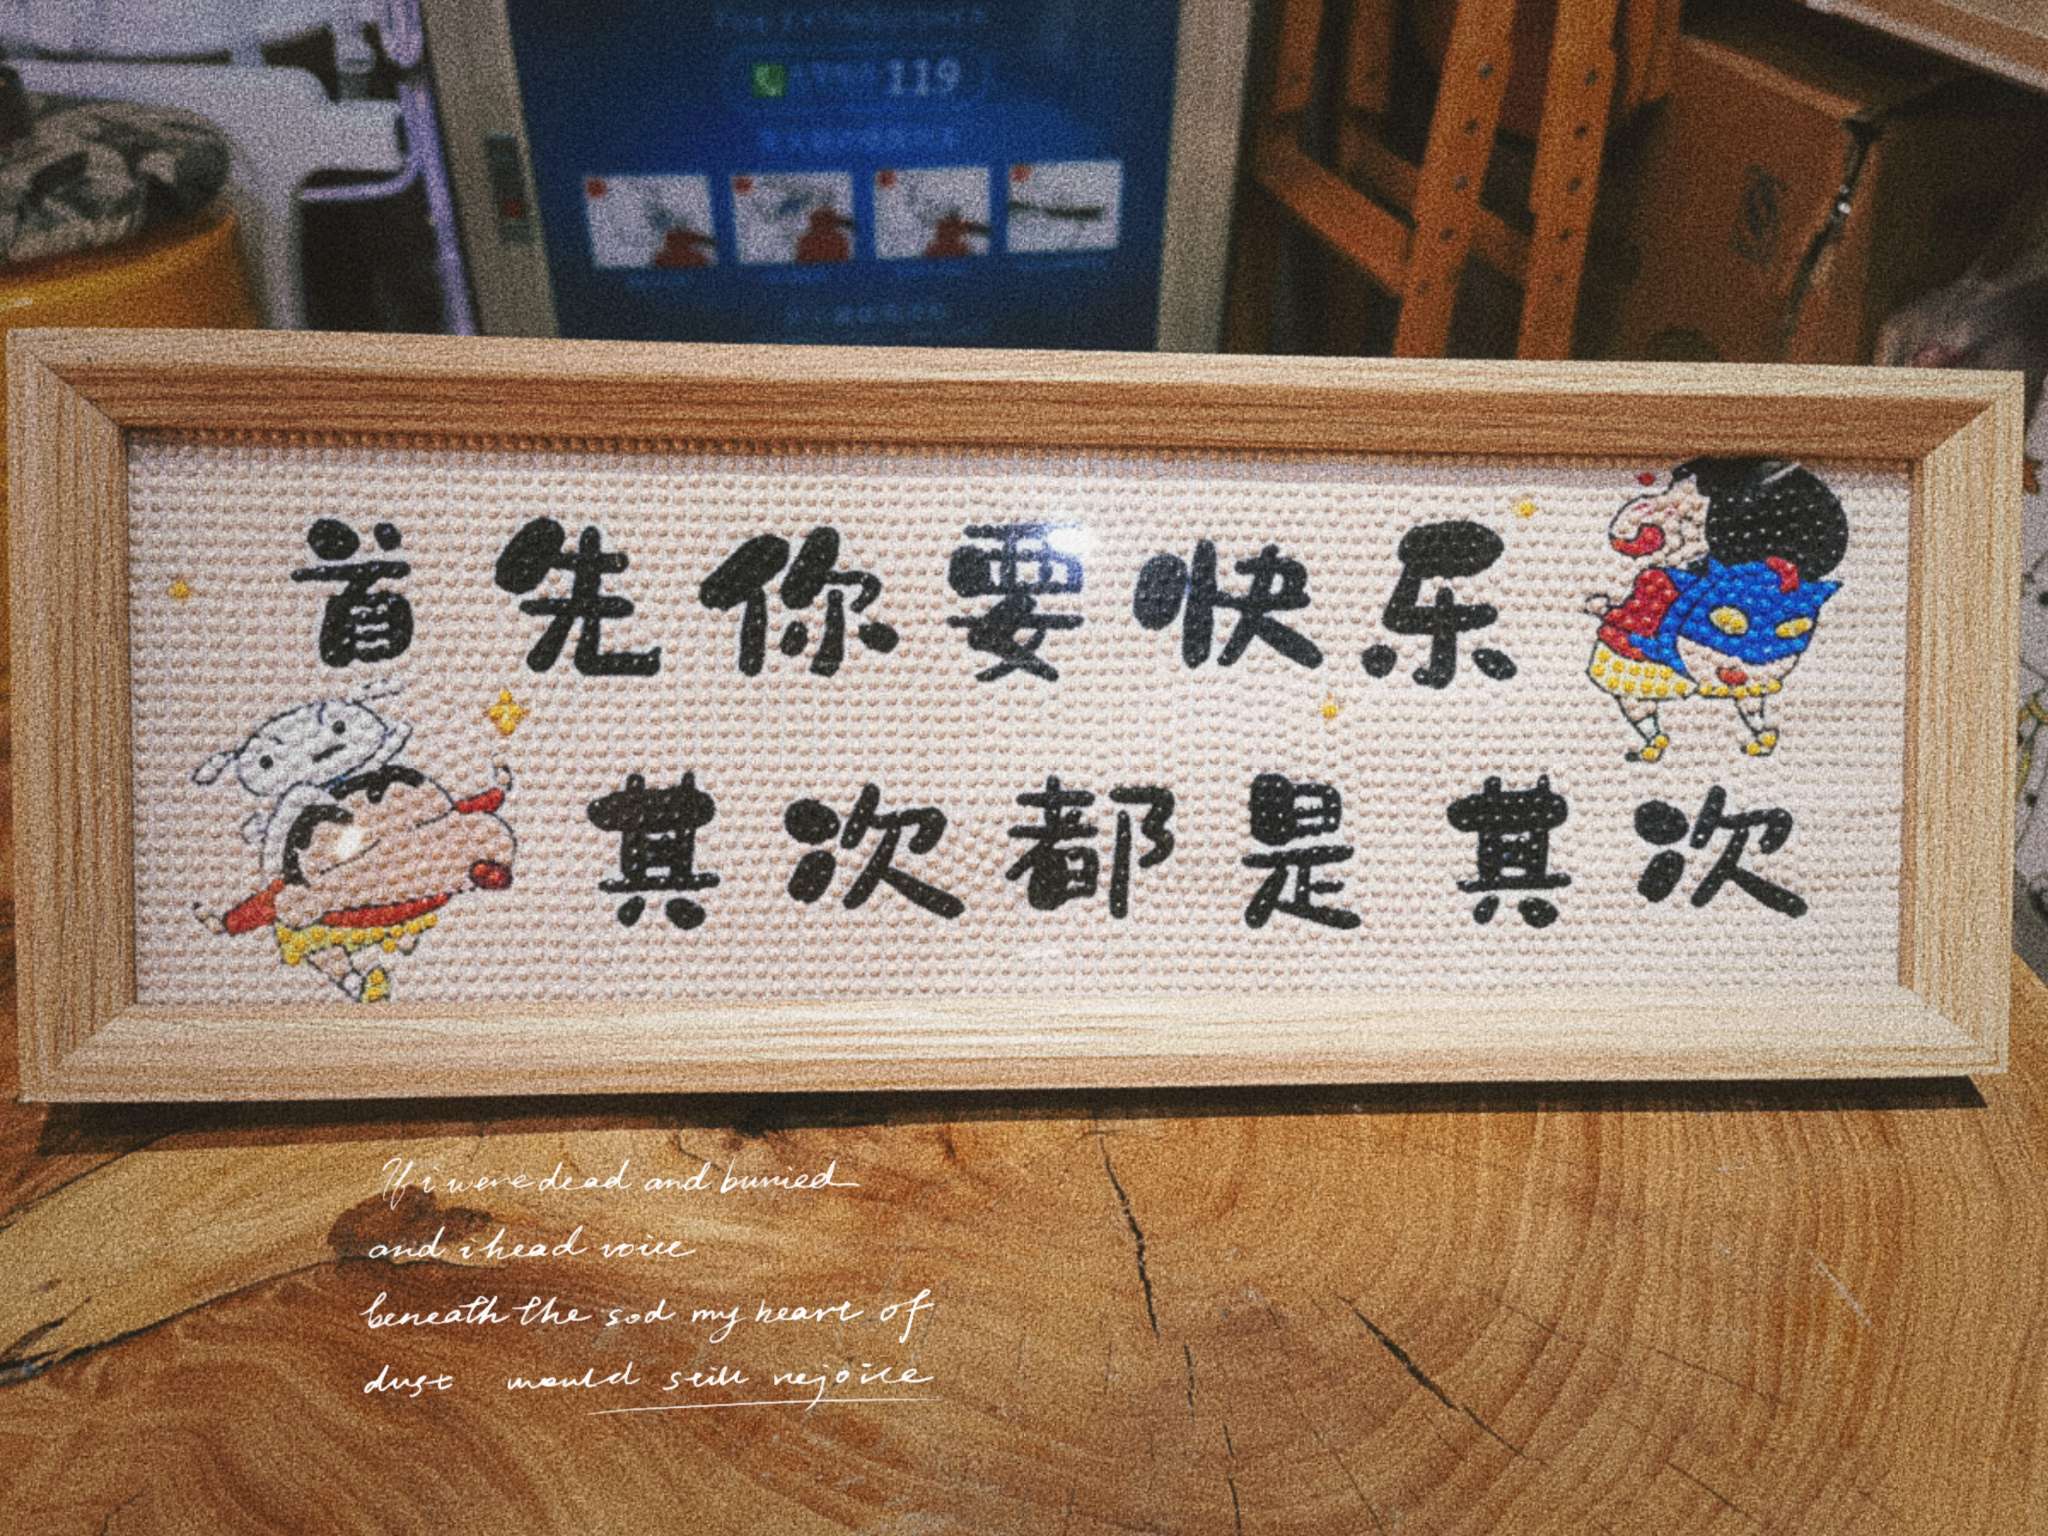 119
首先你要快乐
其次都是其次
If i were dead and buried
and i head voice
beneath the sod my heart of
dust would still rejoice